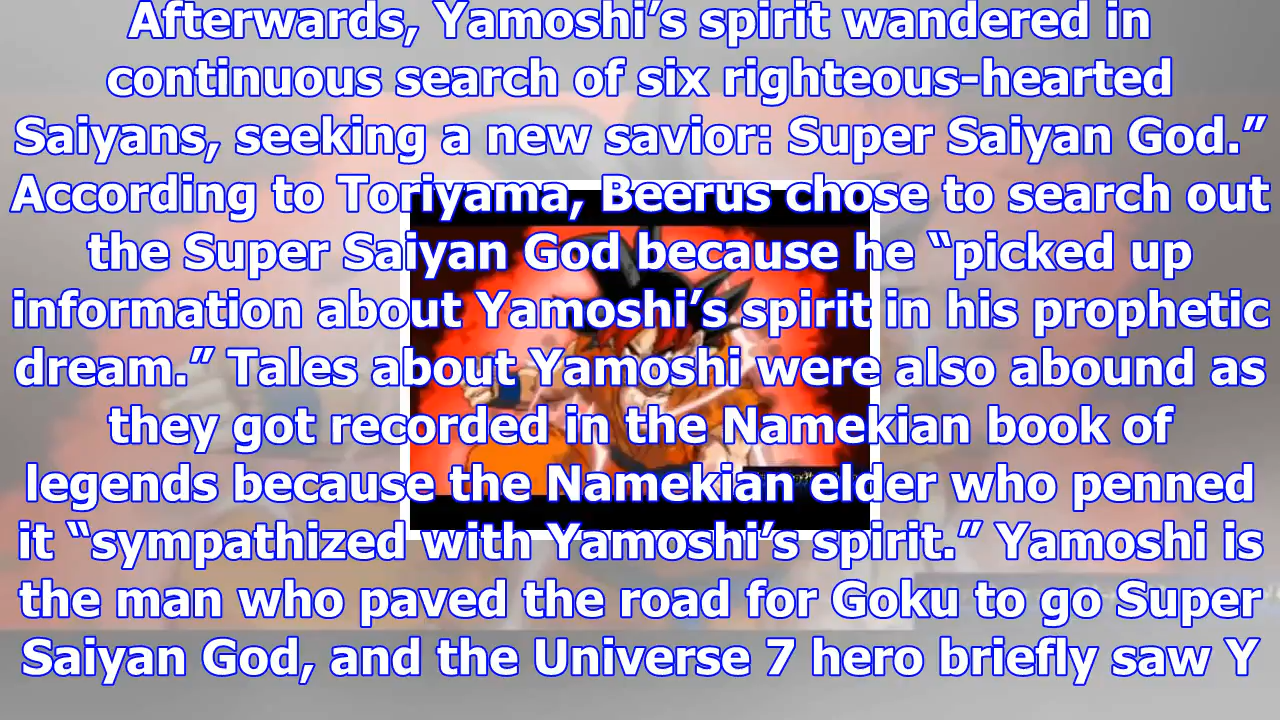 Afterwards, Yamoshi’s spirit wandered in
continuous search of six righteous-hearted
Saiyans, seeking a new savior: Super Saiyan God.”
According to Toriyama, Beerus chose to search out
the Super Saiyan God because he “picked up
information about Yamoshi’s spirit in his prophetic
dream.” Tales about Yamoshi were also abound as
they got recorded in the Namekian book of
legends because the Namekian elder who penned
it “sympathized with Yamoshi’s spirit.” Yamoshi is
the man who paved the road for Goku to go Super
Saiyan God, and the Universe 7 hero briefly saw Y